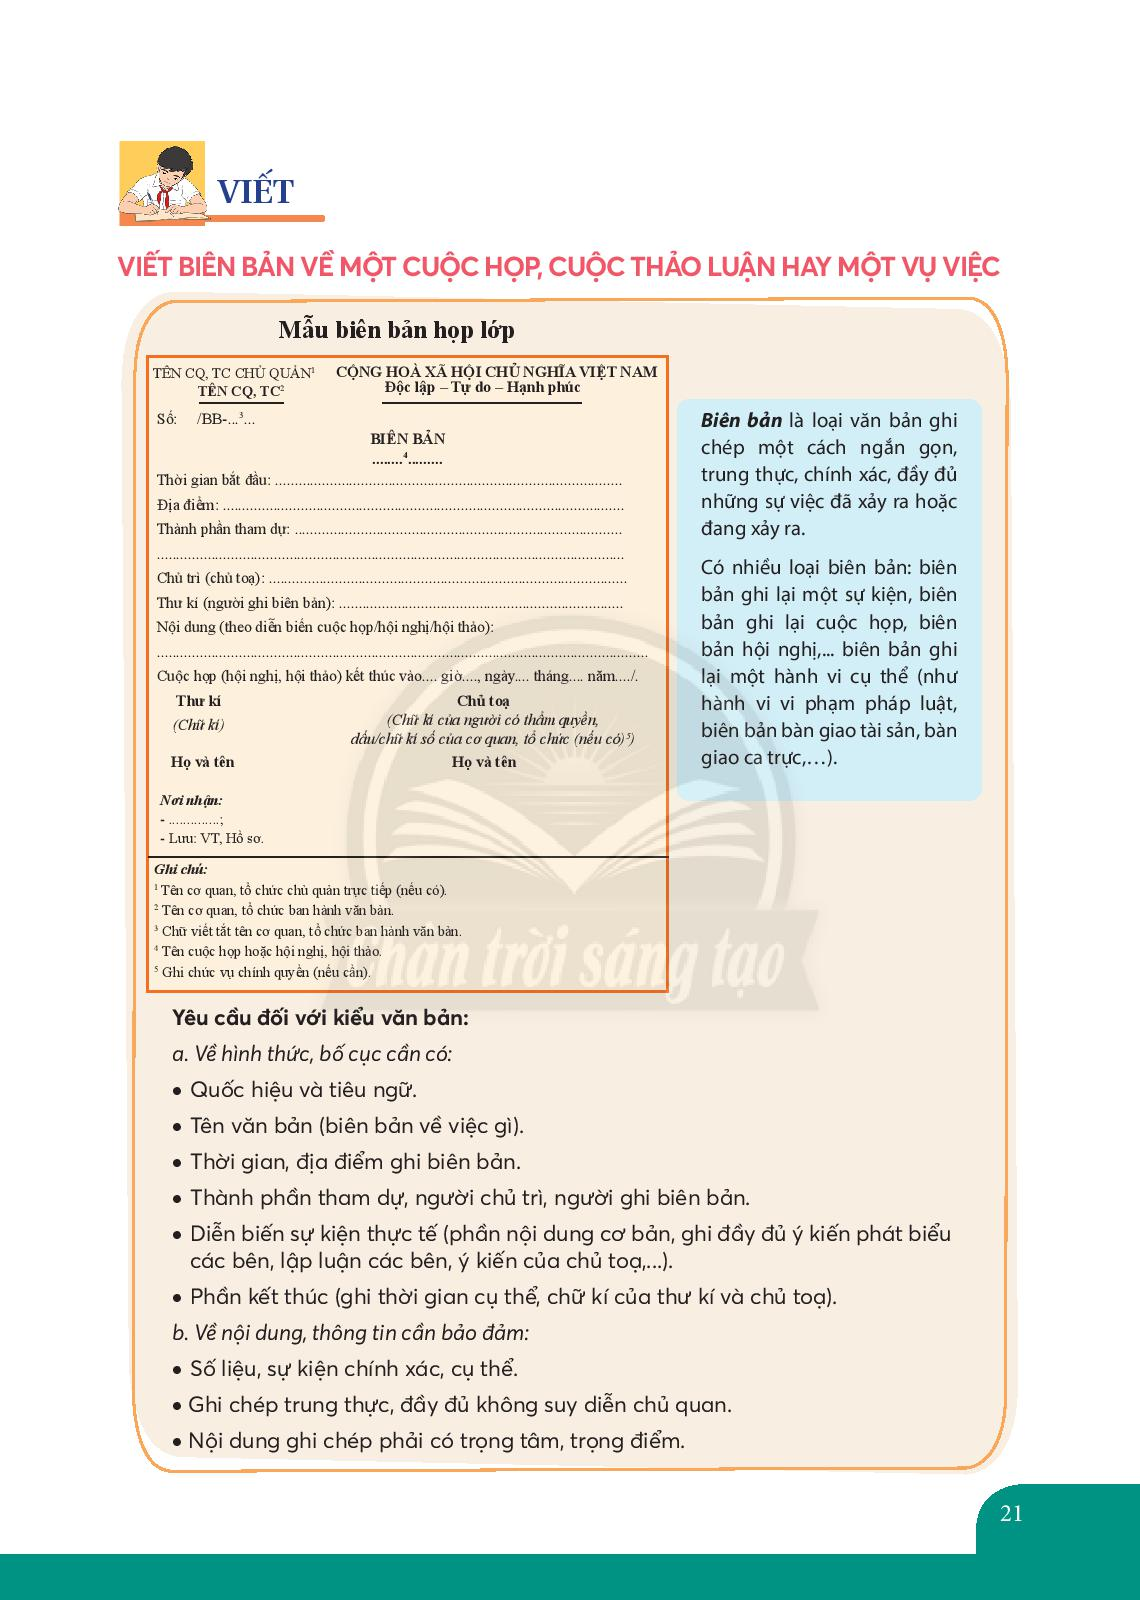 VIẾT
VIẾT BIÊN BẢN VỀ MỘT CUỘC HỌP, CUỘC THẢO LUẬN HAY MỘT VỤ VIỆC
Mẫu biên bản họp lớp
TÊN CQ, TC CHỦ QUẢN¹
TÊN CQ, TC²
CỘNG HOÀ XÃ HỘI CHỦ NGHĨA VIỆT NAM
Độc lập – Tự do – Hạnh phúc
Số: /BB-...³...
BIÊN BẢN
........⁴.........
Thời gian bắt đầu: ........................................................................................
Địa điểm: .....................................................................................................
Thành phần tham dự: ...................................................................................
......................................................................................................................
Chủ trì (chủ toạ): ..........................................................................................
Thư kí (người ghi biên bản): ........................................................................
Nội dung (theo diễn biến cuộc họp/hội nghị/hội thảo):
............................................................................................................................
Cuộc họp (hội nghị, hội thảo) kết thúc vào.... giờ...., ngày.... tháng.... năm..../.
Thư kí
(Chữ kí)
Họ và tên
Chủ toạ
(Chữ kí của người có thẩm quyền,
dấu/chữ kí số của cơ quan, tổ chức (nếu có)⁵)
Họ và tên
Nơi nhận:
- .............;
- Lưu: VT, Hồ sơ.
Ghi chú:
¹ Tên cơ quan, tổ chức chủ quản trực tiếp (nếu có).
² Tên cơ quan, tổ chức ban hành văn bản.
³ Chữ viết tắt tên cơ quan, tổ chức ban hành văn bản.
⁴ Tên cuộc họp hoặc hội nghị, hội thảo.
⁵ Ghi chức vụ chính quyền (nếu cần).
Biên bản là loại văn bản ghi
chép một cách ngắn gọn,
trung thực, chính xác, đầy đủ
những sự việc đã xảy ra hoặc
đang xảy ra.
Có nhiều loại biên bản: biên
bản ghi lại một sự kiện, biên
bản ghi lại cuộc họp, biên
bản hội nghị,... biên bản ghi
lại một hành vi cụ thể (như
hành vi vi phạm pháp luật,
biên bản bàn giao tài sản, bàn
giao ca trực,...).
Chân trời sáng tạo
Yêu cầu đối với kiểu văn bản:
a. Về hình thức, bố cục cần có:
• Quốc hiệu và tiêu ngữ.
• Tên văn bản (biên bản về việc gì).
• Thời gian, địa điểm ghi biên bản.
• Thành phần tham dự, người chủ trì, người ghi biên bản.
• Diễn biến sự kiện thực tế (phần nội dung cơ bản, ghi đầy đủ ý kiến phát biểu
các bên, lập luận các bên, ý kiến của chủ toạ,...).
• Phần kết thúc (ghi thời gian cụ thể, chữ kí của thư kí và chủ toạ).
b. Về nội dung, thông tin cần bảo đảm:
• Số liệu, sự kiện chính xác, cụ thể.
• Ghi chép trung thực, đầy đủ không suy diễn chủ quan.
• Nội dung ghi chép phải có trọng tâm, trọng điểm.
21